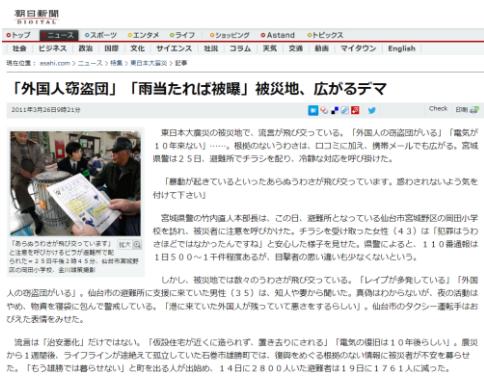 朝日新聞
DIGITAL
トップ ニュース スポーツ エンタメ ライフ ショッピング Astand トピックス
社会 ビジネス 政治 国際 文化 サイエンス 社説 コラム 天気 交通 動画 マイタウン English
現在位置： asahi.com > ニュース > 特集 > 東日本大震災 > 記事
「外国人窃盗団」「雨当たれば被曝」被災地、広がるデマ
2011年3月26日9時21分
Check 印刷
東日本大震災の被災地で、流言が飛び交っている。「外国人の窃盗団がいる」「電気が
１０年来ない」……。根拠のないうわさは、口コミに加え、携帯メールでも広がる。宮城
県警は２５日、避難所でチラシを配り、冷静な対応を呼び掛けた。
「暴動が起きているといったあらぬうわさが飛び交っています。惑わされないよう気を
付けて下さい」
宮城県警の竹内直人本部長は、この日、避難所となっている仙台市宮城野区の岡田小学
校を訪れ、被災者に注意を呼びかけた。チラシを受け取った女性（４３）は「犯罪はうわ
さほどではなかったんですね」と安心した様子を見せた。県警によると、１１０番通報は
１日５００～１千件程度あるが、目撃者の思い違いも少なくないという。
「あらぬうわさが飛び交っています」
と注意を呼びかけるビラが避難所で配
られた＝２５日午後２時４５分、仙台市宮城野
区の岡田小学校、金川雄策撮影
拡大
しかし、被災地では数々のうわさが飛び交っている。「レイプが多発している」「外国
人の窃盗団がいる」。仙台市の避難所に支援に来ていた男性（３５）は、知人や妻から聞いた。真偽はわからないが、夜の活動は
やめ、物資を寝袋に包んで警戒している。「港に来ていた外国人が残っていて悪さをするらしい」。仙台市のタクシー運転手はお
びえた表情をみせた。
流言は「治安悪化」だけではない。「仮設住宅が近くに造られず、置き去りにされる」「電気の復旧は１０年後らしい」。震災
から１週間後、ライフラインが途絶えて孤立していた石巻市雄勝町では、復興をめぐる根拠のない情報に被災者が不安を募らせ
た。「もう雄勝では暮らせない」と町を出る人が出始め、１４日に２８００人いた避難者は１９日に１７６１人に減った。